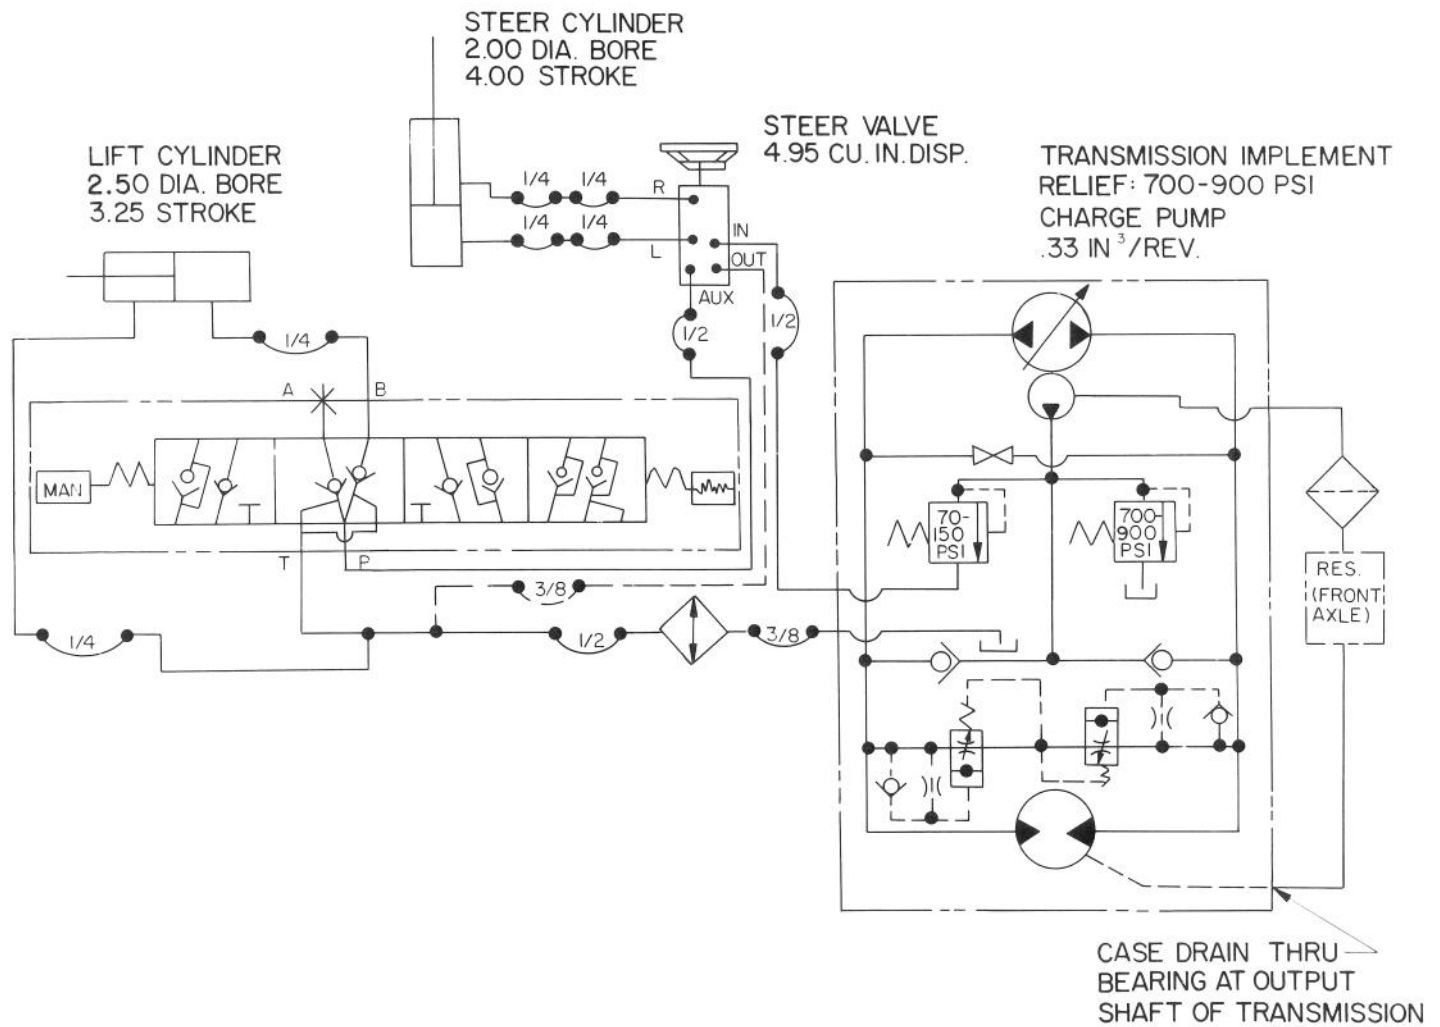 STEER CYLINDER
2.00 DIA. BORE
4.00 STROKE
STEER VALVE
4.95 CU. IN. DISP.
LIFT CYLINDER
2.50 DIA. BORE
3.25 STROKE
TRANSMISSION IMPLEMENT
RELIEF: 700-900 PSI
CHARGE PUMP
.33 IN³/REV.
1/4
1/4
R
1/4
1/4
L
IN
OUT
AUX
1/2
1/2
1/4
A
B
MAN
T
P
3/8
1/4
1/2
3/8
70-
150
PSI
700-
900
PSI
RES.
(FRONT
AXLE)
CASE DRAIN THRU
BEARING AT OUTPUT
SHAFT OF TRANSMISSION